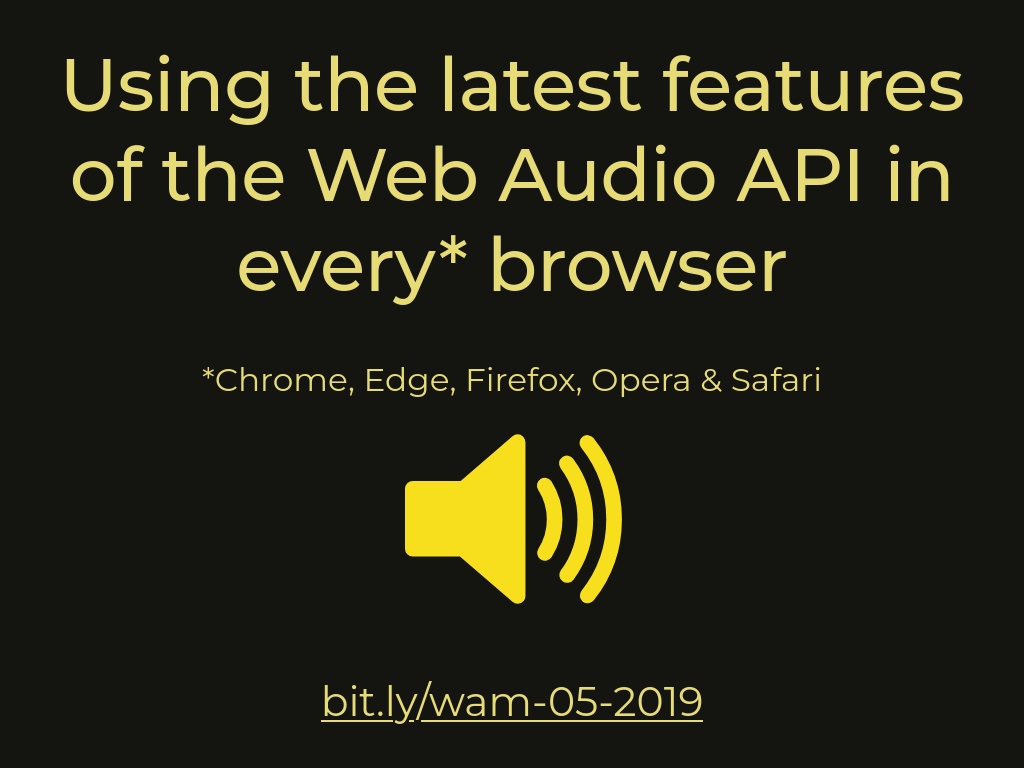 Using the latest features
of the Web Audio API in
every* browser
*Chrome, Edge, Firefox, Opera & Safari
bit.ly/wam-05-2019